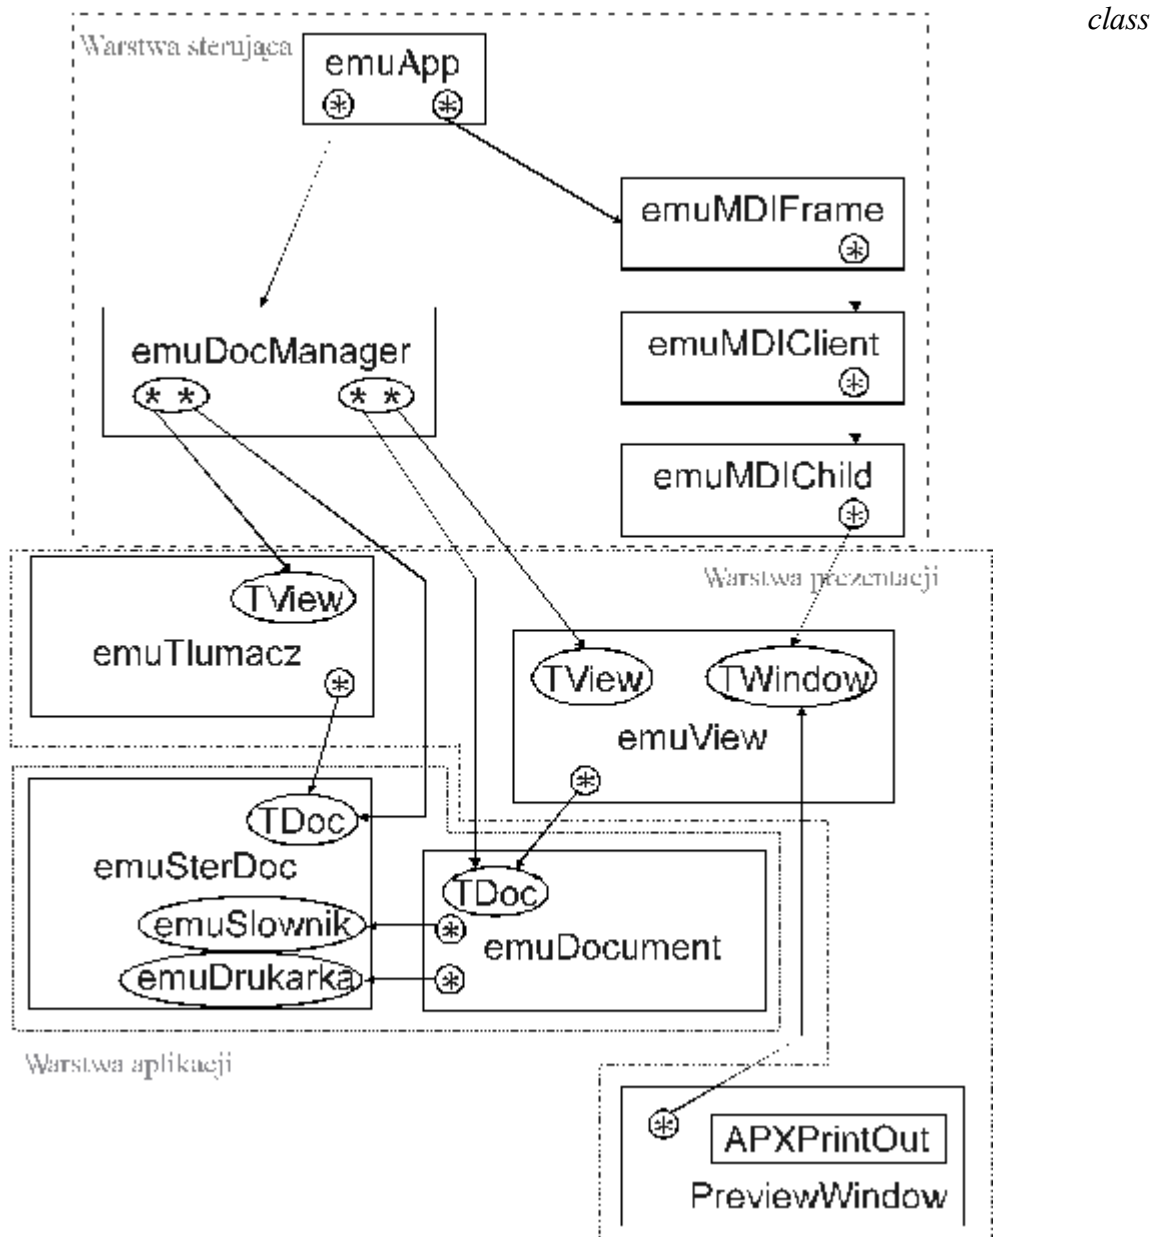 class
Warstwa sterująca
emuApp
emuMDIFrame
emuDocManager
* *
* *
emuMDIClient
emuMDIChild
Warstwa prezentacji
TView
emuTlumacz
TView
TWindow
emuView
TDoc
emuSterDoc
TDoc
emuSlownik
emuDocument
emuDrukarka
Warstwa aplikacji
APXPrintOut
PreviewWindow